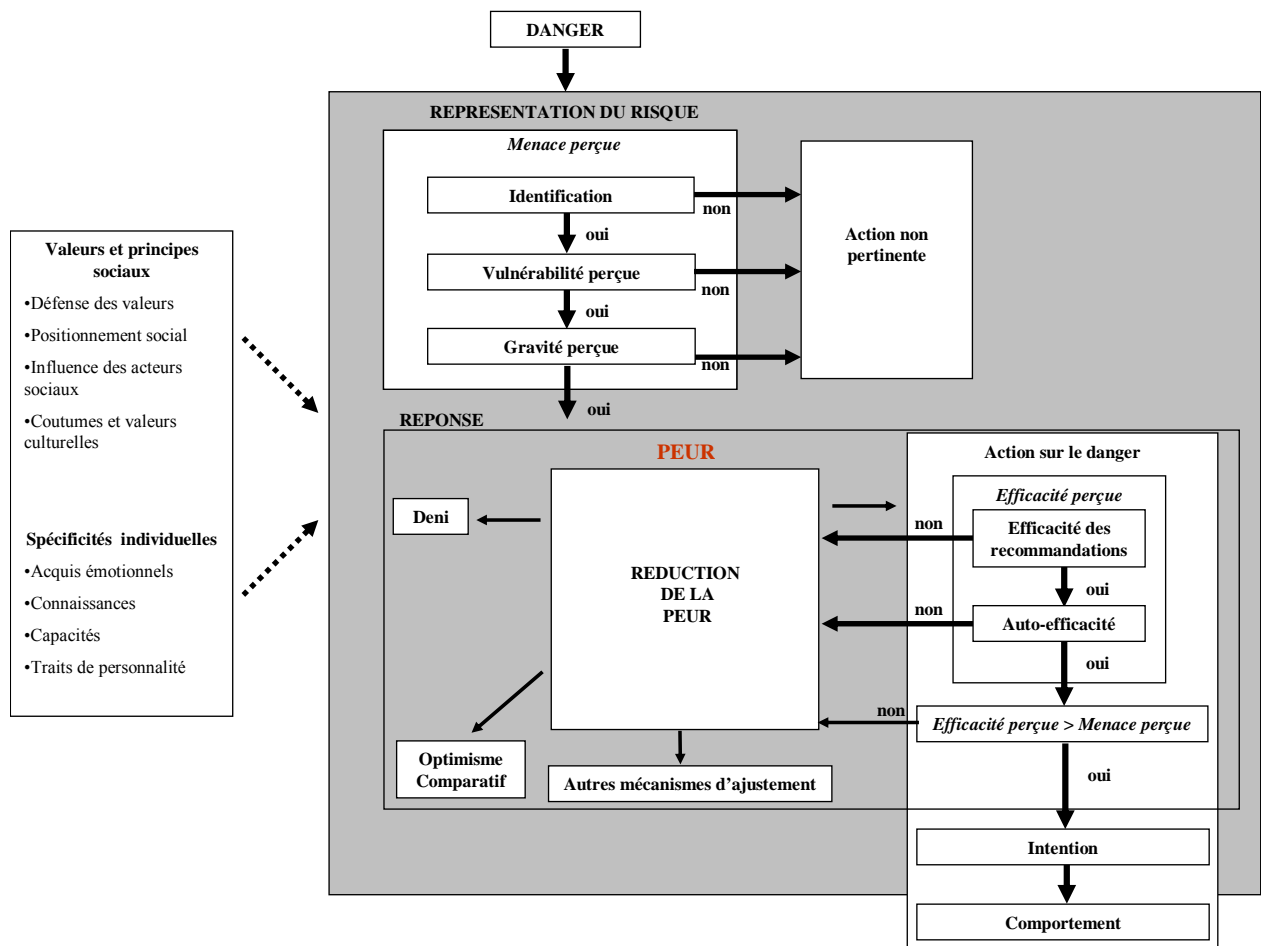 DANGER
REPRESENTATION DU RISQUE
Menace perçue
Identification
non
oui
Vulnérabilité perçue
non
oui
Gravité perçue
non
oui
Action non
pertinente
Valeurs et principes
sociaux
•Défense des valeurs
•Positionnement social
•Influence des acteurs
sociaux
•Coutumes et valeurs
culturelles
Spécificités individuelles
•Acquis émotionnels
•Connaissances
•Capacités
•Traits de personnalité
REPONSE
PEUR
Deni
REDUCTION
DE LA
PEUR
Optimisme
Comparatif
Autres mécanismes d'ajustement
Action sur le danger
Efficacité perçue
non
Efficacité des
recommandations
oui
non
Auto-efficacité
oui
non
Efficacité perçue > Menace perçue
oui
Intention
Comportement